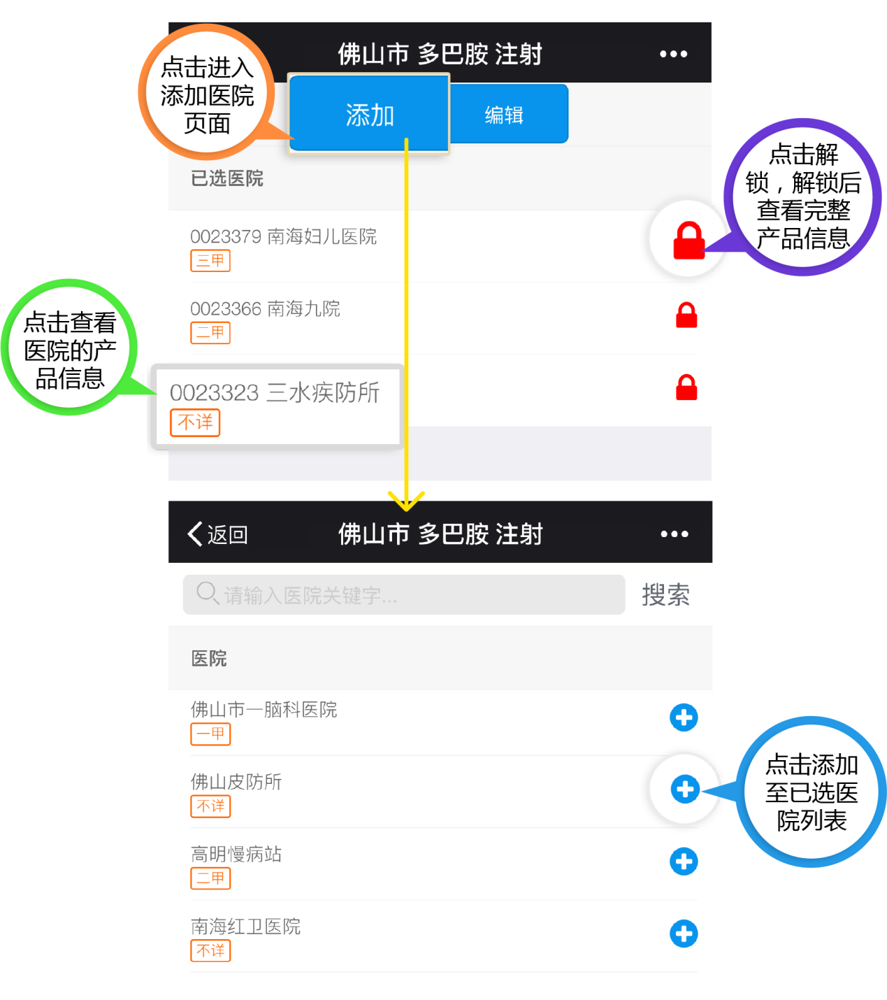 佛山市 多巴胺 注射
点击进入
添加医院
页面
添加
编辑
点击解
锁，解锁后
查看完整
产品信息
已选医院
0023379 南海妇儿医院
三甲
0023366 南海九院
二甲
点击查看
医院的产
品信息
0023323 三水疾防所
不详
返回
佛山市 多巴胺 注射
请输入医院关键字...
搜索
医院
佛山市一脑科医院
一甲
佛山皮防所
不详
点击添加
至已选医
院列表
高明慢病站
二甲
南海红卫医院
不详